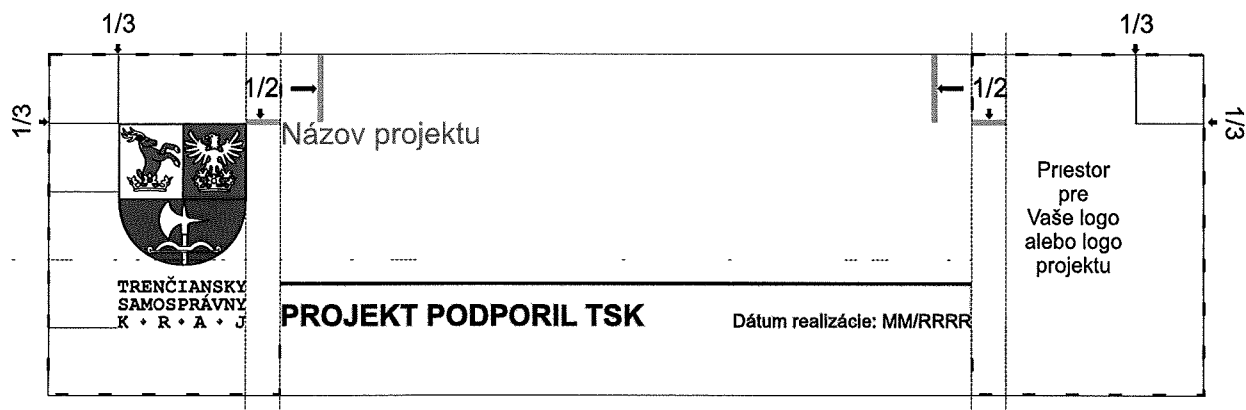 1/3
1/3
1/2
1/2
1/3
1/3
Názov projektu
Priestor
pre
Vaše logo
alebo logo
projektu
TRENČIANSKY
SAMOSPRÁVNY
K · R · A · J
PROJEKT PODPORIL TSK
Dátum realizácie: MM/RRRR